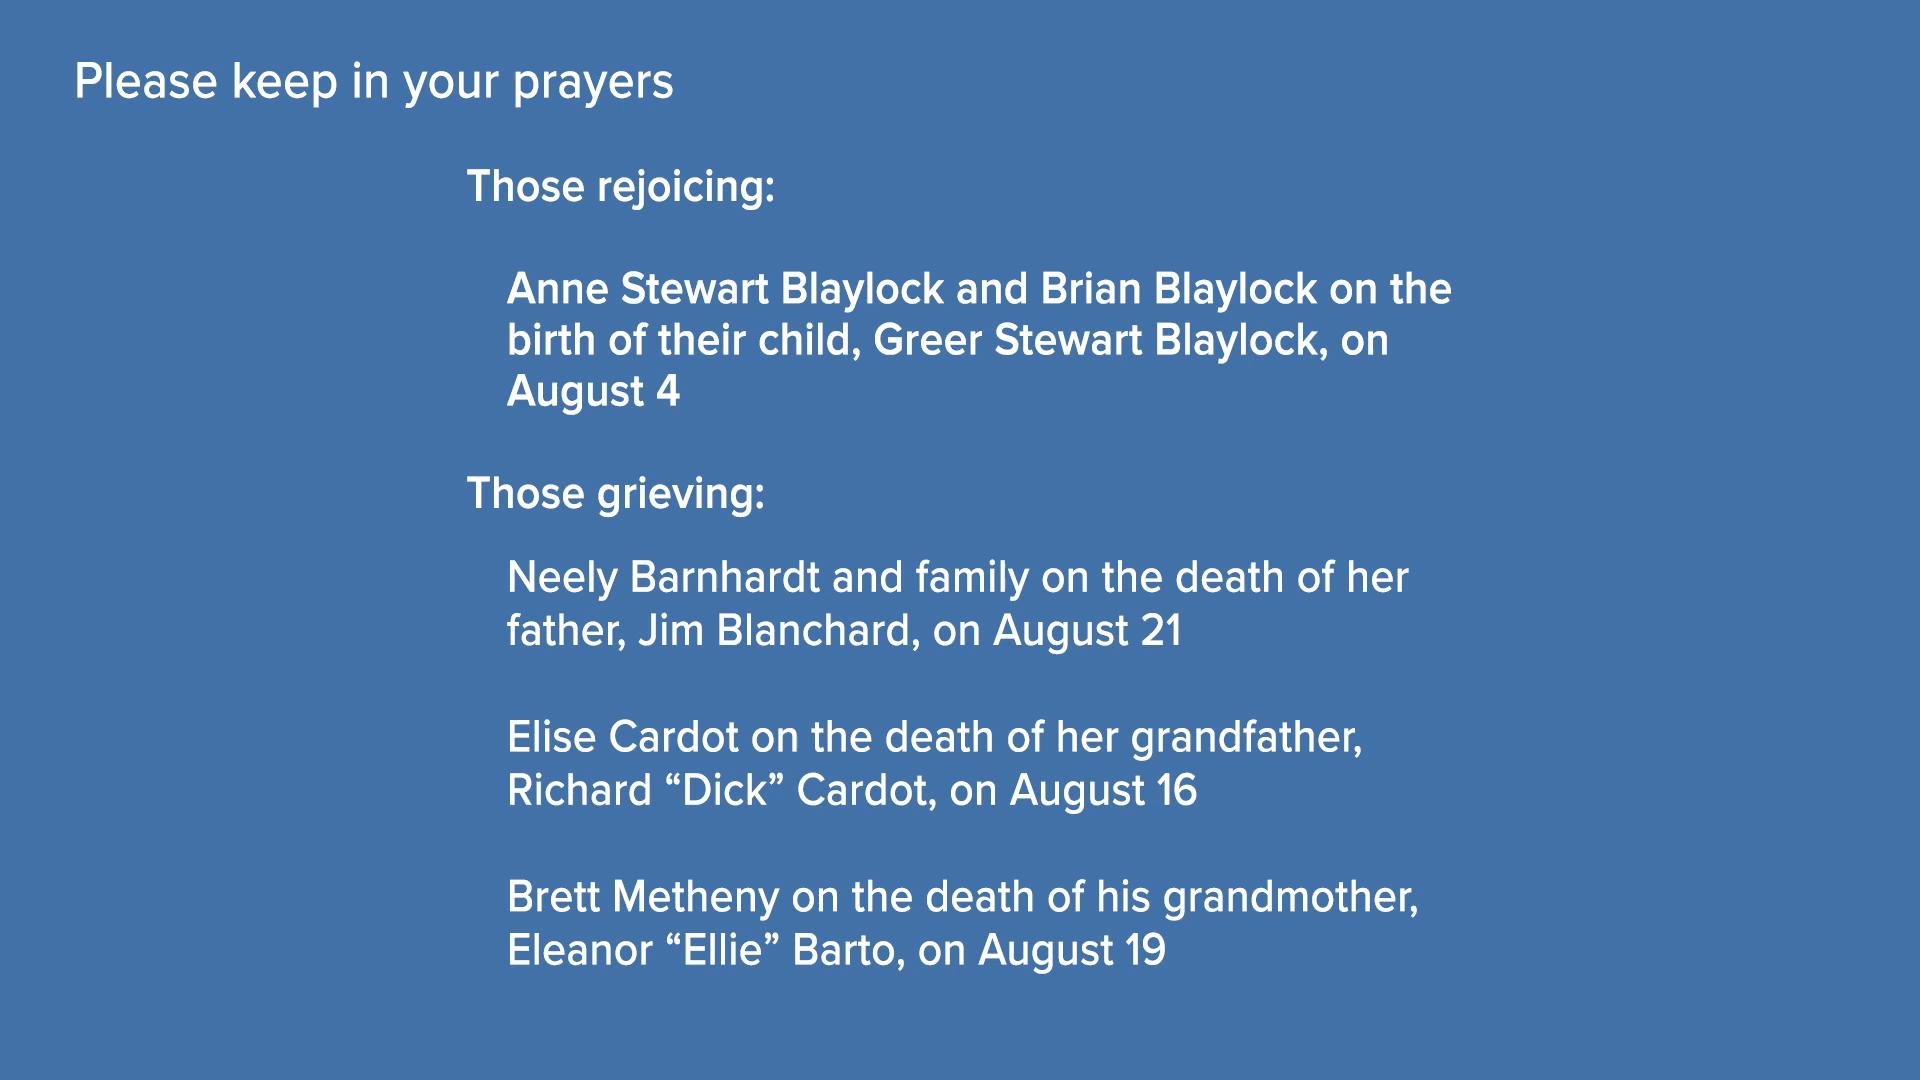 Please keep in your prayers
Those rejoicing:
Anne Stewart Blaylock and Brian Blaylock on the
birth of their child, Greer Stewart Blaylock, on
August 4
Those grieving:
Neely Barnhardt and family on the death of her
father, Jim Blanchard, on August 21
Elise Cardot on the death of her grandfather,
Richard “Dick” Cardot, on August 16
Brett Metheny on the death of his grandmother,
Eleanor “Ellie” Barto, on August 19